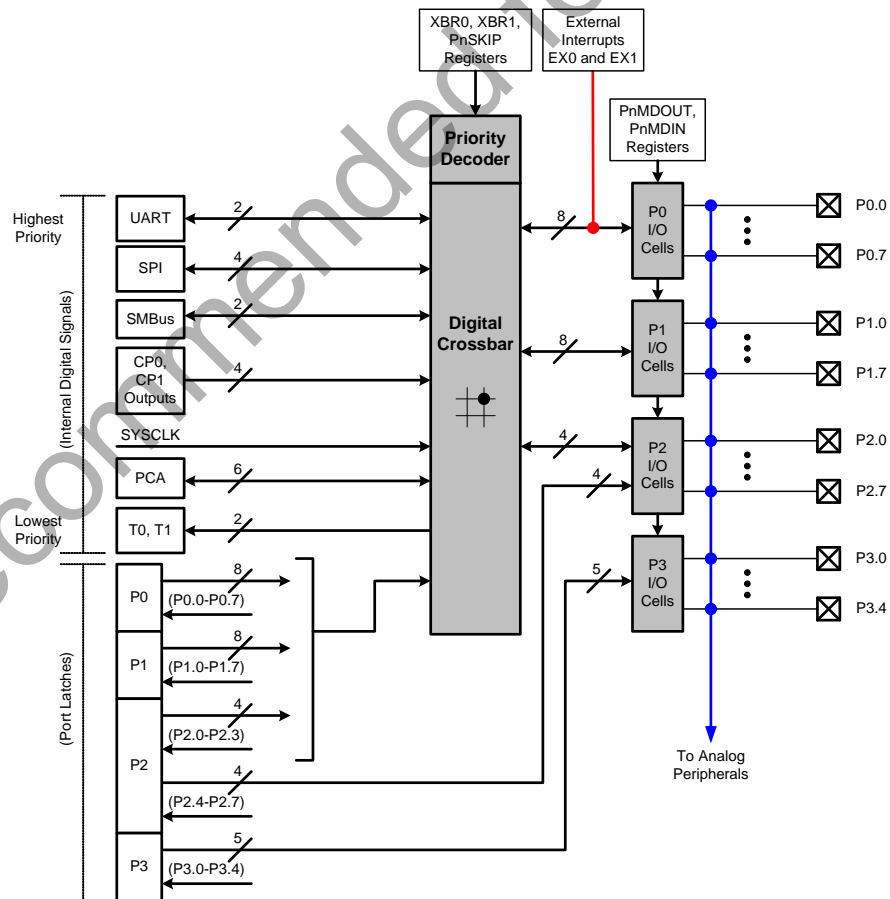 XBR0, XBR1,
PnSKIP
Registers
External
Interrupts
EX0 and EX1
PnMDOUT,
PnMDIN
Registers
Priority
Decoder
Highest
Priority
UART
2
8
P0
I/O
Cells
P0.0
P0.7
SPI
4
(Internal Digital Signals)
SMBus
2
Digital
Crossbar
8
P1
I/O
Cells
P1.0
P1.7
CP0,
CP1
Outputs
4
SYSCLK
4
P2
I/O
Cells
P2.0
P2.7
PCA
6
4
Lowest
Priority
T0, T1
2
5
P3
I/O
Cells
P3.0
P3.4
(Port Latches)
P0
8
(P0.0-P0.7)
P1
8
(P1.0-P1.7)
P2
4
(P2.0-P2.3)
4
(P2.4-P2.7)
P3
5
(P3.0-P3.4)
To Analog
Peripherals